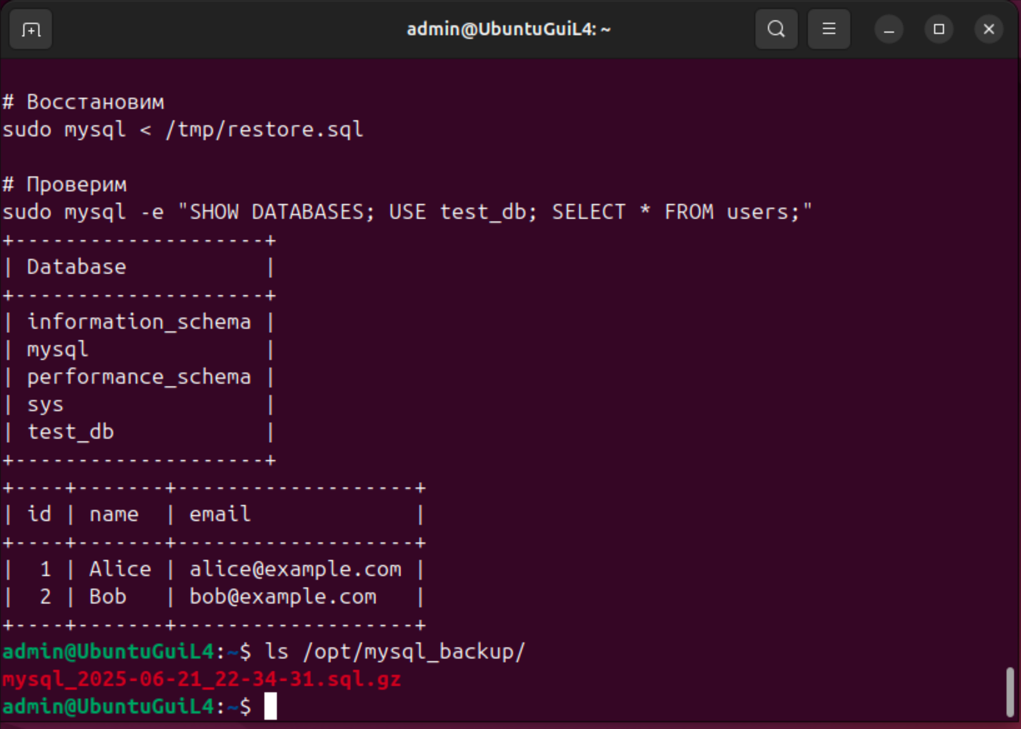 admin@UbuntuGuiL4: ~
# Восстановим
sudo mysql < /tmp/restore.sql
# Проверим
sudo mysql -e "SHOW DATABASES; USE test_db; SELECT * FROM users;"
+--------------------+
| Database           |
+--------------------+
| information_schema |
| mysql              |
| performance_schema |
| sys                |
| test_db            |
+--------------------+
+----+-------+-------------------+
| id | name  | email             |
+----+-------+-------------------+
|  1 | Alice | alice@example.com |
|  2 | Bob   | bob@example.com   |
+----+-------+-------------------+
admin@UbuntuGuiL4:~$ ls /opt/mysql_backup/
mysql_2025-06-21_22-34-31.sql.gz
admin@UbuntuGuiL4:~$